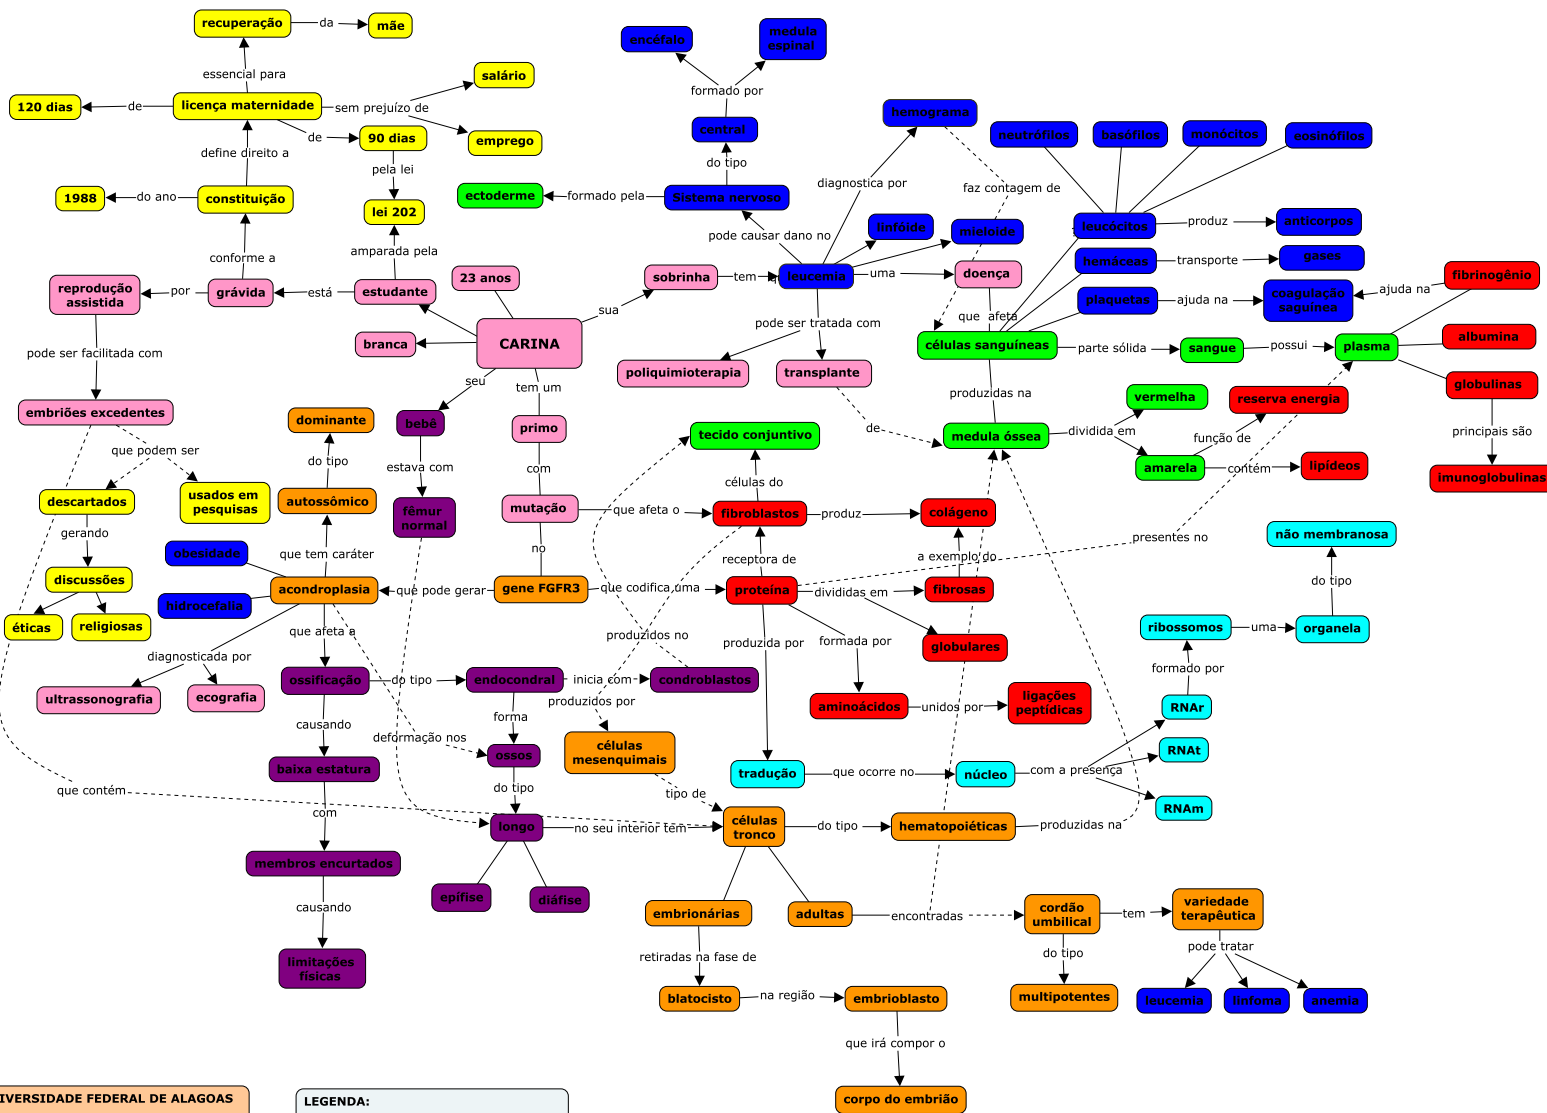 recuperação
da
mãe
essencial para
salário
120 dias
de
licença maternidade
sem prejuízo de
de
90 dias
emprego
define direito a
pela lei
1988
do ano
constituição
lei 202
conforme a
amparada pela
reprodução
assistida
por
grávida
está
estudante
23 anos
branca
CARINA
sua
sobrinha
tem
pode ser facilitada com
embriões excedentes
que podem ser
descartados
usados em
pesquisas
gerando
discussões
éticas
religiosas
encéfalo
medula
espinal
formado por
central
do tipo
ectoderme
formado pela
Sistema nervoso
pode causar dano no
leucemia
diagnostica por
hemograma
faz contagem de
linfóide
mieloide
uma
doença
que afeta
pode ser tratada com
poliquimioterapia
transplante
de
neutrófilos
basófilos
monócitos
eosinófilos
leucócitos
produz
anticorpos
hemáceas
transporte
gases
plaquetas
ajuda na
coagulação
saguínea
ajuda na
fibrinogênio
células sanguíneas
parte sólida
sangue
possui
plasma
albumina
globulinas
principais são
imunoglobulinas
produzidas na
medula óssea
dividida em
vermelha
amarela
função de
reserva energia
contém
lipídeos
seu
bebê
estava com
fêmur
normal
tem um
primo
com
mutação
no
gene FGFR3
que afeta o
fibroblastos
células do
tecido conjuntivo
produz
colágeno
a exemplo do
receptora de
que codifica uma
proteína
divididas em
fibrosas
globulares
presentes no
formada por
aminoácidos
unidos por
ligações
peptídicas
produzida por
tradução
que ocorre no
núcleo
com a presença
RNAr
RNAt
RNAm
formado por
ribossomos
uma
organela
do tipo
não membranosa
dominante
do tipo
autossômico
que tem caráter
obesidade
hidrocefalia
acondroplasia
que pode gerar
diagnosticada por
ultrassonografia
ecografia
que afeta a
ossificação
do tipo
endocondral
inicia com
condroblastos
produzidos no
produzidos por
células
mesenquimais
tipo de
forma
ossos
deformação nos
do tipo
longo
epífise
diáfise
no seu interior tem
causando
baixa estatura
com
membros encurtados
causando
limitações
físicas
que contém
células
tronco
do tipo
hematopoiéticas
produzidas na
embrionárias
adultas
encontradas
cordão
umbilical
tem
variedade
terapêutica
pode tratar
leucemia
linfoma
anemia
do tipo
multipotentes
retiradas na fase de
blatocisto
na região
embrioblasto
que irá compor o
corpo do embrião
IVERSIDADE FEDERAL DE ALAGOAS
LEGENDA: